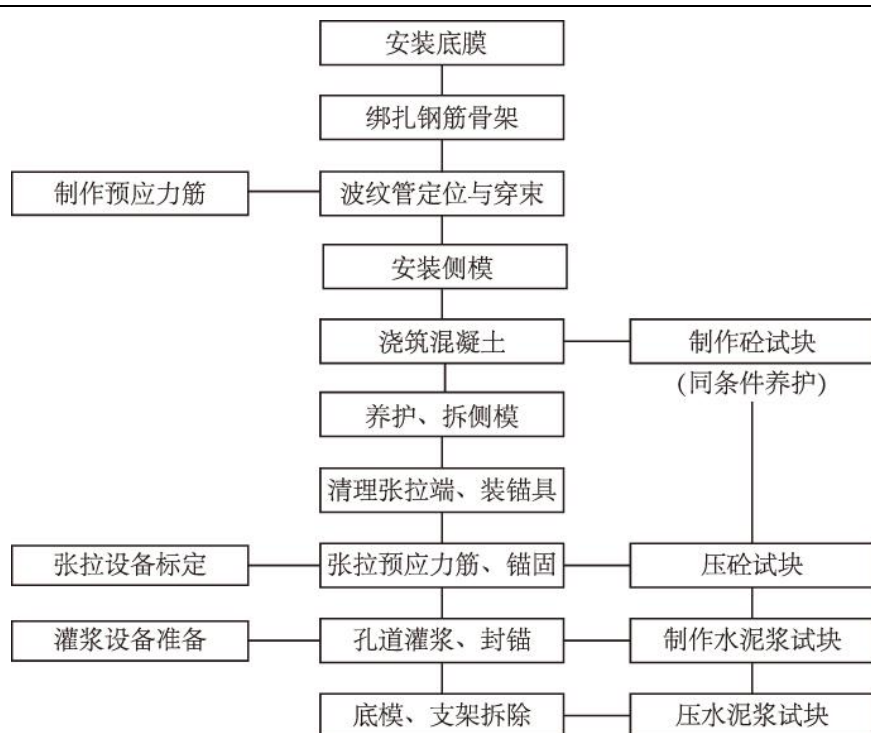 安装底膜
绑扎钢筋骨架
制作预应力筋
波纹管定位与穿束
安装侧模
浇筑混凝土
制作砼试块
(同条件养护)
养护、拆侧模
清理张拉端、装锚具
张拉设备标定
张拉预应力筋、锚固
压砼试块
灌浆设备准备
孔道灌浆、封锚
制作水泥浆试块
底模、支架拆除
压水泥浆试块